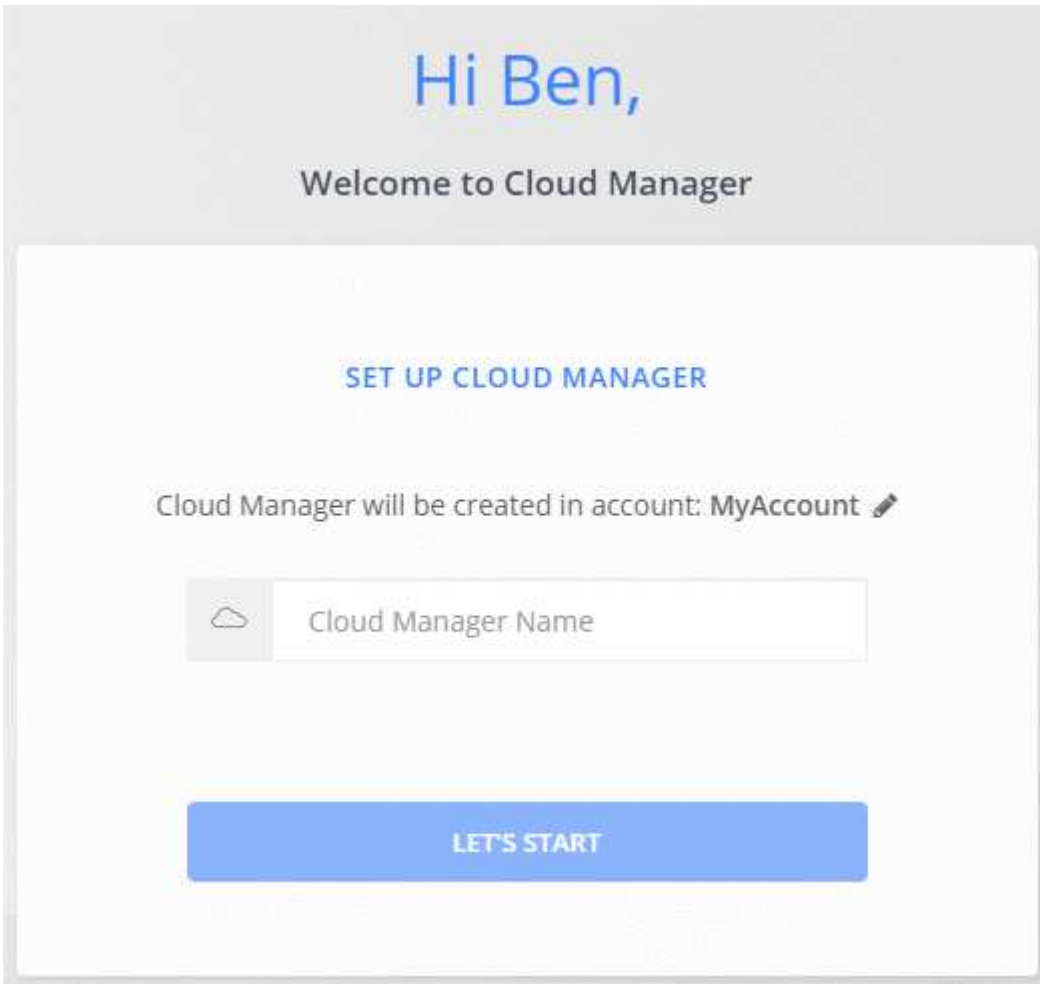 Hi Ben,
Welcome to Cloud Manager
SET UP CLOUD MANAGER
Cloud Manager will be created in account: MyAccount
Cloud Manager Name
LET'S START